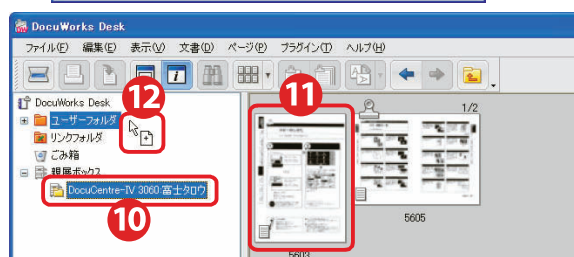 DocuWorks Desk
ファイル(F) 編集(E) 表示(V) 文書(D) ページ(P) プラグイン(I) ヘルプ(H)
DocuWorks Desk
ユーザーフォルダ
リンクフォルダ
ごみ箱
親展ボックス
DocuCentre-IV 3060:富士タロウ
12
10
11
1/2
5603
5605